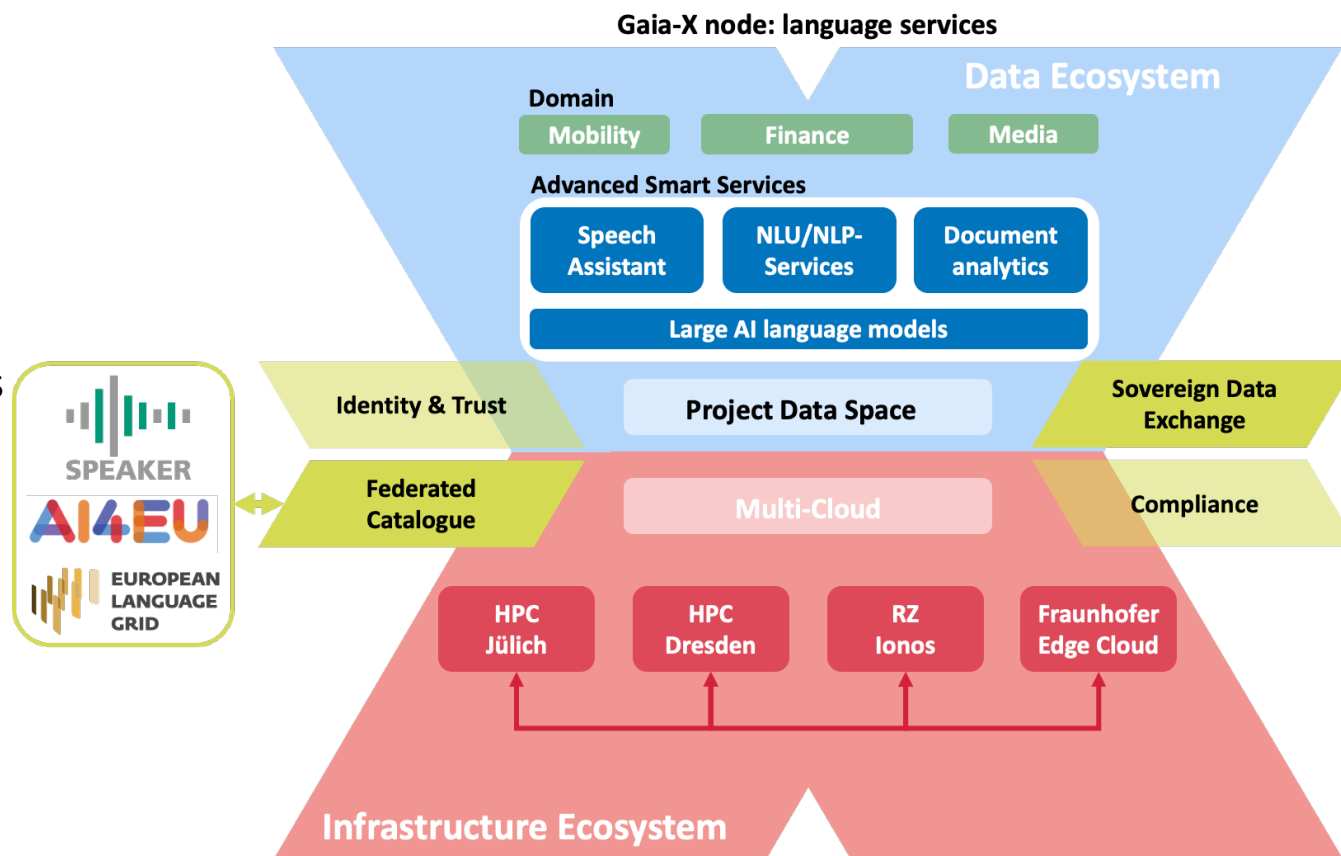 Gaia-X node: language services
Data Ecosystem
Domain
Mobility
Finance
Media
Advanced Smart Services
Speech
Assistant
NLU/NLP-
Services
Document
analytics
Large AI language models
s
Identity & Trust
Project Data Space
Sovereign Data
Exchange
SPEAKER
AI4EU
EUROPEAN
LANGUAGE
GRID
Federated
Catalogue
Multi-Cloud
Compliance
HPC
Jülich
HPC
Dresden
RZ
Ionos
Fraunhofer
Edge Cloud
Infrastructure Ecosystem